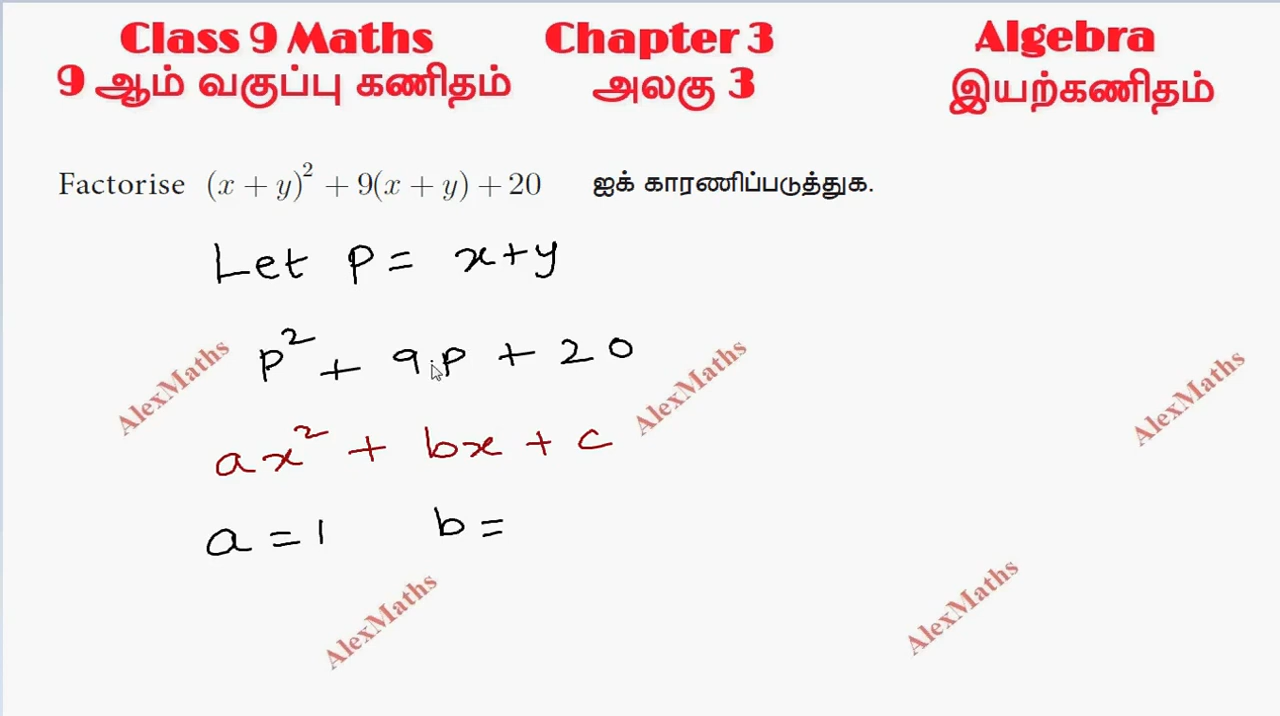 Class 9 Maths Chapter 3 Algebra
9 ஆம் வகுப்பு கணிதம் அலகு 3 இயற்கணிதம்
Factorise (x + y)² + 9(x + y) + 20 ஐக் காரணிப்படுத்துக.
Let P = x+y
P² + 9P + 20
AlexMaths AlexMaths AlexMaths
ax² + bx + c
a = 1 b =
AlexMaths AlexMaths